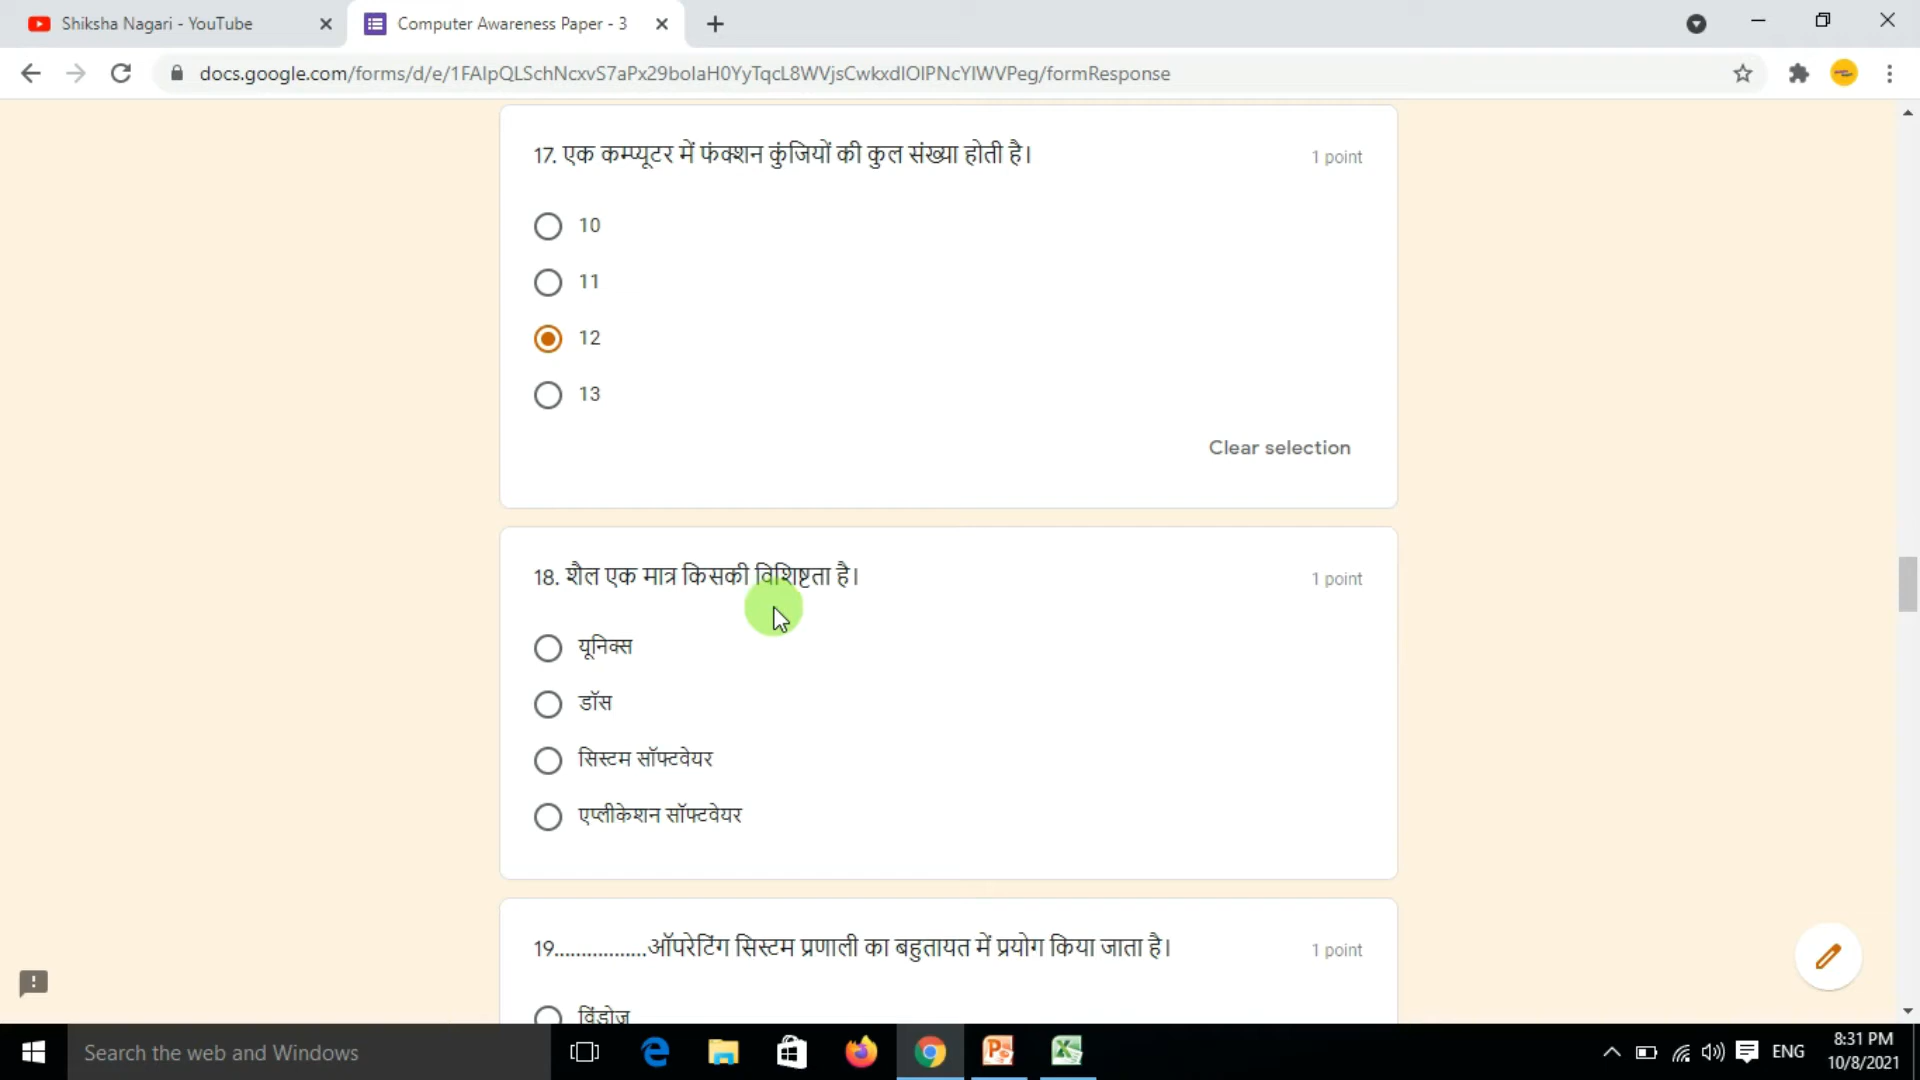 Shiksha Nagari - YouTube
Computer Awareness Paper - 3
docs.google.com/forms/d/e/1FAIpQLSchNcxvS7aPx29bolaH0YyTqcL8WVjsCwkxdIOIPNcYIWVPeg/formResponse
17. एक कम्प्यूटर में फंक्शन कुंजियों की कुल संख्या होती है। 1 point
10
11
12
13
Clear selection
18. शैल एक मात्र किसकी विशिष्टता है। 1 point
यूनिक्स
डॉस
सिस्टम सॉफ्टवेयर
एप्लीकेशन सॉफ्टवेयर
19.................ऑपरेटिंग सिस्टम प्रणाली का बहुतायत में प्रयोग किया जाता है। 1 point
विंडोज
Search the web and Windows
ENG
8:31 PM
10/8/2021